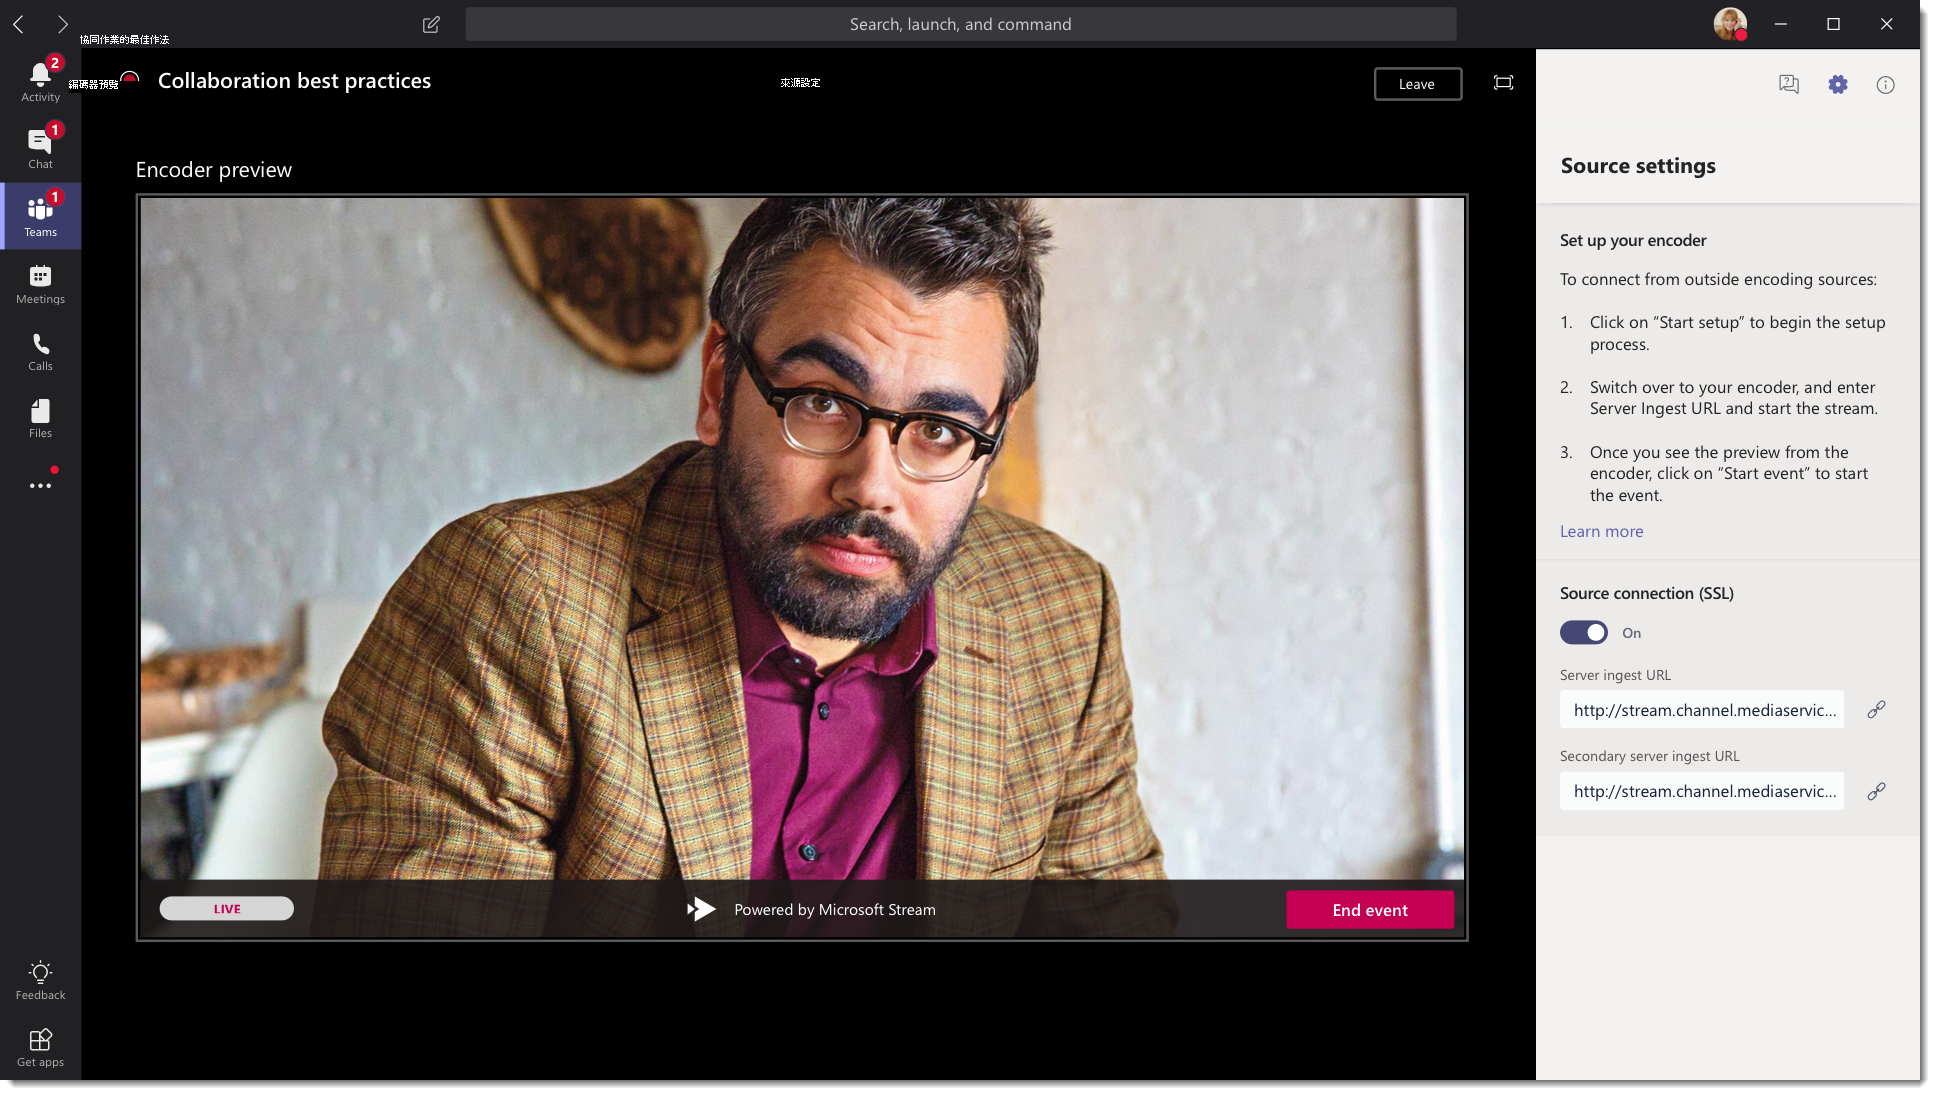 Search, launch, and command
協同作業的最佳作法
編碼器預覽
Collaboration best practices
來源設定
Leave
2
Activity
1
Chat
1
Teams
Meetings
Calls
Files
Feedback
Get apps
Encoder preview
LIVE
Powered by Microsoft Stream
End event
Source settings
Set up your encoder
To connect from outside encoding sources:
1. Click on “Start setup” to begin the setup
process.
2. Switch over to your encoder, and enter
Server Ingest URL and start the stream.
3. Once you see the preview from the
encoder, click on “Start event” to start
the event.
Learn more
Source connection (SSL)
On
Server ingest URL
http://stream.channel.mediaservic...
Secondary server ingest URL
http://stream.channel.mediaservic...